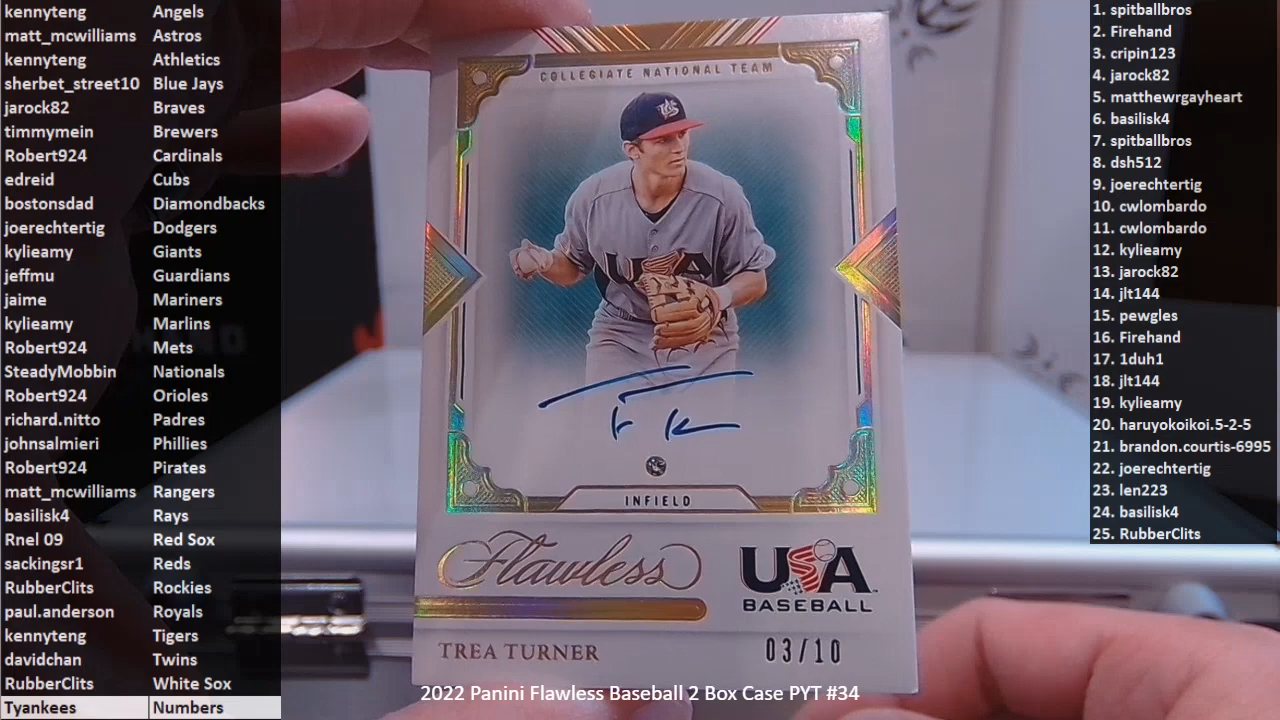 kennyteng Angels
matt_mcwilliams Astros
kennyteng Athletics
sherbet_street10 Blue Jays
jarock82 Braves
timmymein Brewers
Robert924 Cardinals
edreid Cubs
bostonsdad Diamondbacks
joerechtertig Dodgers
kylieamy Giants
jeffmu Guardians
jaime Mariners
kylieamy Marlins
Robert924 Mets
SteadyMobbin Nationals
Robert924 Orioles
richard.nitto Padres
johnsalmieri Phillies
Robert924 Pirates
matt_mcwilliams Rangers
basilisk4 Rays
Rnel 09 Red Sox
sackingsr1 Reds
RubberClits Rockies
paul.anderson Royals
kennyteng Tigers
davidchan Twins
RubberClits White Sox
Tyankees Numbers
COLLEGIATE NATIONAL TEAM
US
USA
INFIELD
Flawless
USA
BASEBALL
TREA TURNER
03/10
2022 Panini Flawless Baseball 2 Box Case PYT #34
1. spitballbros
2. Firehand
3. cripin123
4. jarock82
5. matthewrgayheart
6. basilisk4
7. spitballbros
8. dsh512
9. joerechtertig
10. cwlombardo
11. cwlombardo
12. kylieamy
13. jarock82
14. jlt144
15. pewgles
16. Firehand
17. 1duh1
18. jlt144
19. kylieamy
20. haruyokoikoi.5-2-5
21. brandon.courtis-6995
22. joerechtertig
23. len223
24. basilisk4
25. RubberClits